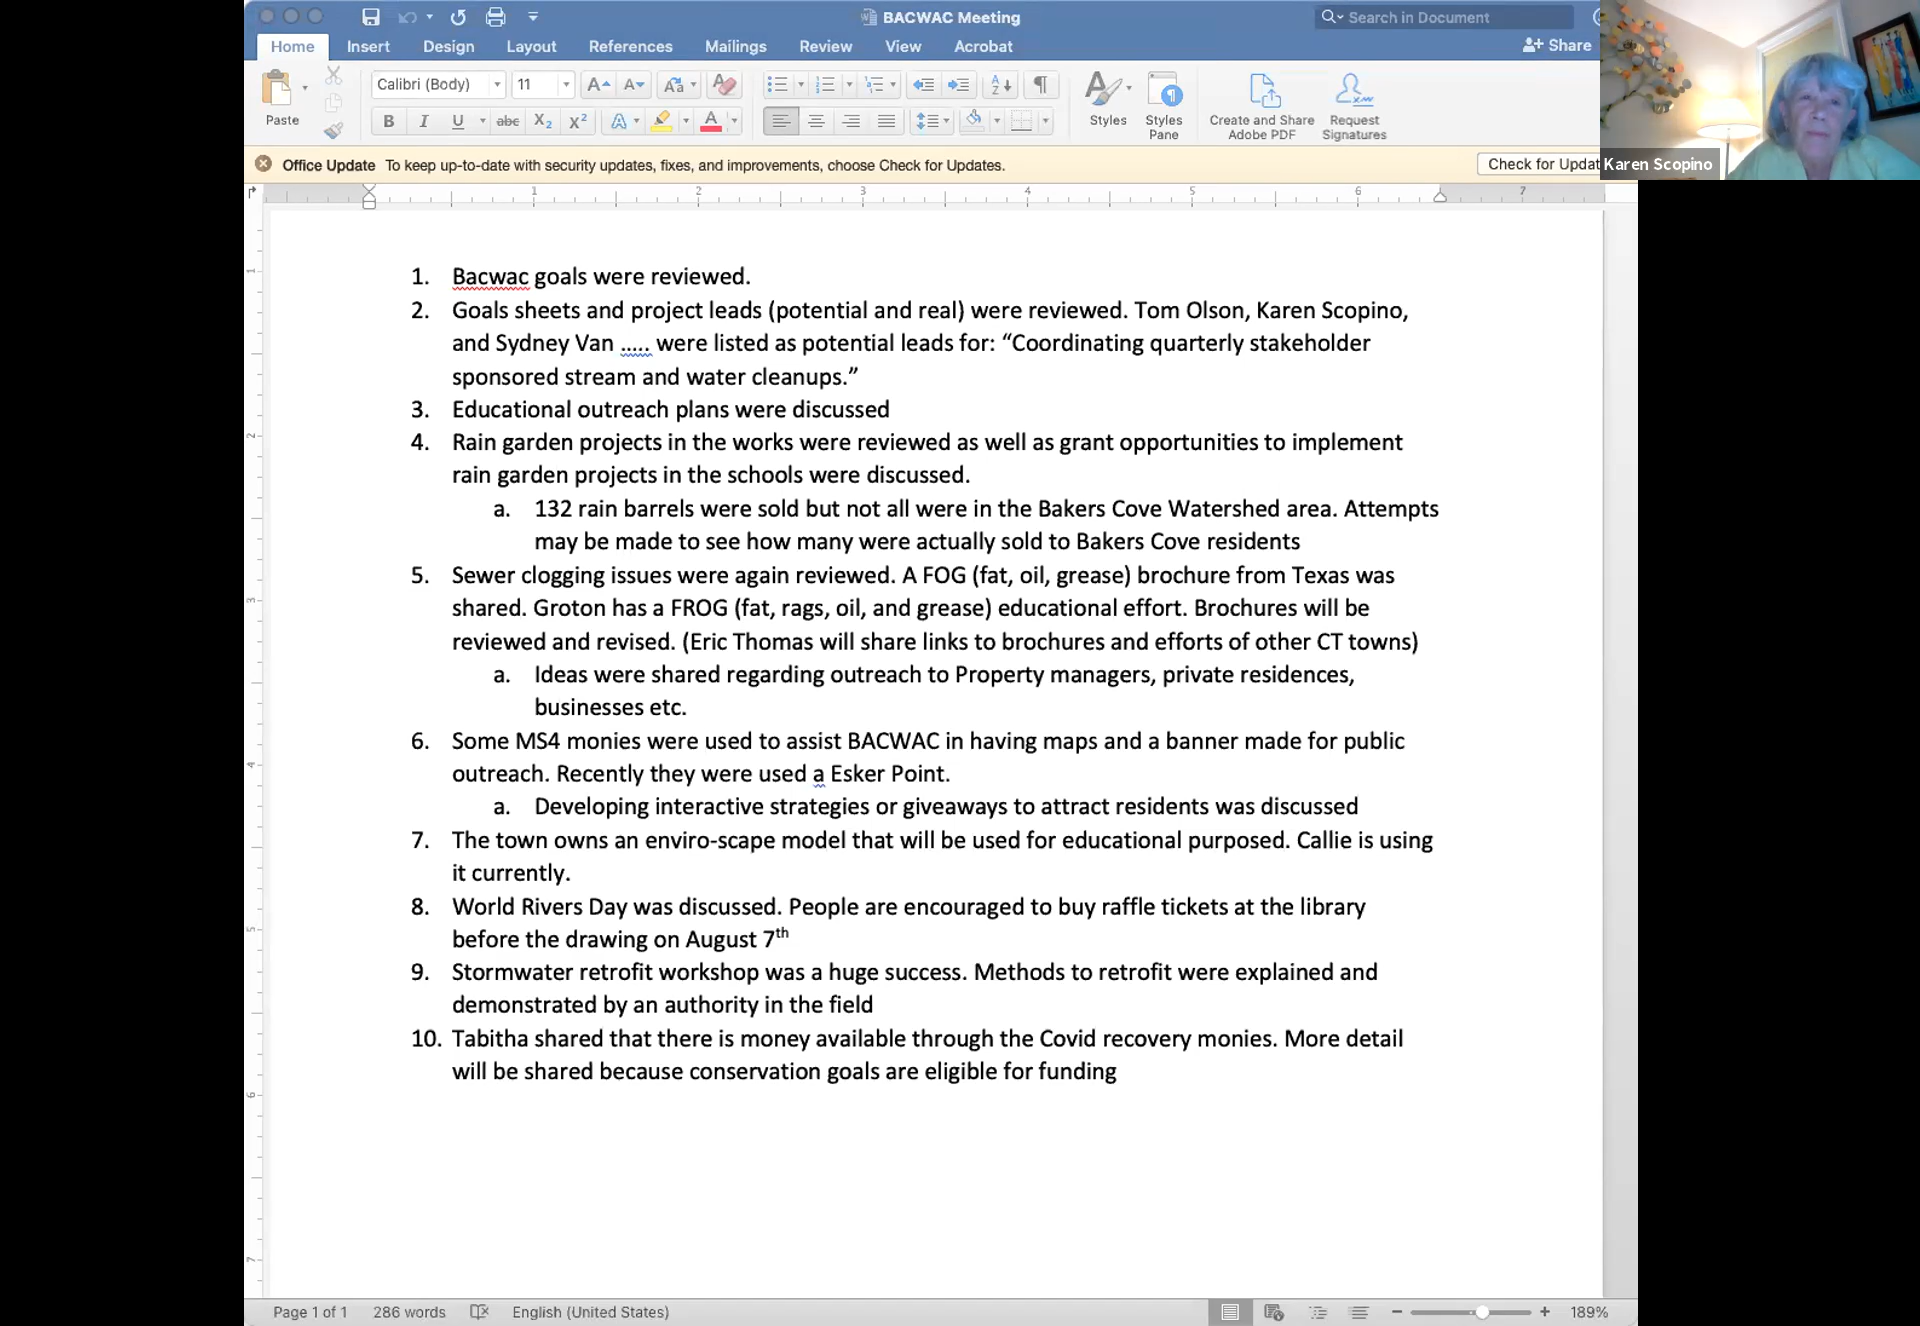 BACWAC Meeting
Search in Document
Home Insert Design Layout References Mailings Review View Acrobat
Share
Paste
Calibri (Body) 11
Styles
Styles Pane
Create and Share Adobe PDF
Request Signatures
Karen Scopino
Office Update To keep up-to-date with security updates, fixes, and improvements, choose Check for Updates.
Check for Updat
1 2 3 4 5 6 7
1. Bacwac goals were reviewed.
2. Goals sheets and project leads (potential and real) were reviewed. Tom Olson, Karen Scopino,
and Sydney Van ..... were listed as potential leads for: “Coordinating quarterly stakeholder
sponsored stream and water cleanups.”
3. Educational outreach plans were discussed
4. Rain garden projects in the works were reviewed as well as grant opportunities to implement
rain garden projects in the schools were discussed.
a. 132 rain barrels were sold but not all were in the Bakers Cove Watershed area. Attempts
may be made to see how many were actually sold to Bakers Cove residents
5. Sewer clogging issues were again reviewed. A FOG (fat, oil, grease) brochure from Texas was
shared. Groton has a FROG (fat, rags, oil, and grease) educational effort. Brochures will be
reviewed and revised. (Eric Thomas will share links to brochures and efforts of other CT towns)
a. Ideas were shared regarding outreach to Property managers, private residences,
businesses etc.
6. Some MS4 monies were used to assist BACWAC in having maps and a banner made for public
outreach. Recently they were used a Esker Point.
a. Developing interactive strategies or giveaways to attract residents was discussed
7. The town owns an enviro-scape model that will be used for educational purposed. Callie is using
it currently.
8. World Rivers Day was discussed. People are encouraged to buy raffle tickets at the library
before the drawing on August 7th
9. Stormwater retrofit workshop was a huge success. Methods to retrofit were explained and
demonstrated by an authority in the field
10. Tabitha shared that there is money available through the Covid recovery monies. More detail
will be shared because conservation goals are eligible for funding
Page 1 of 1 286 words English (United States) 189%